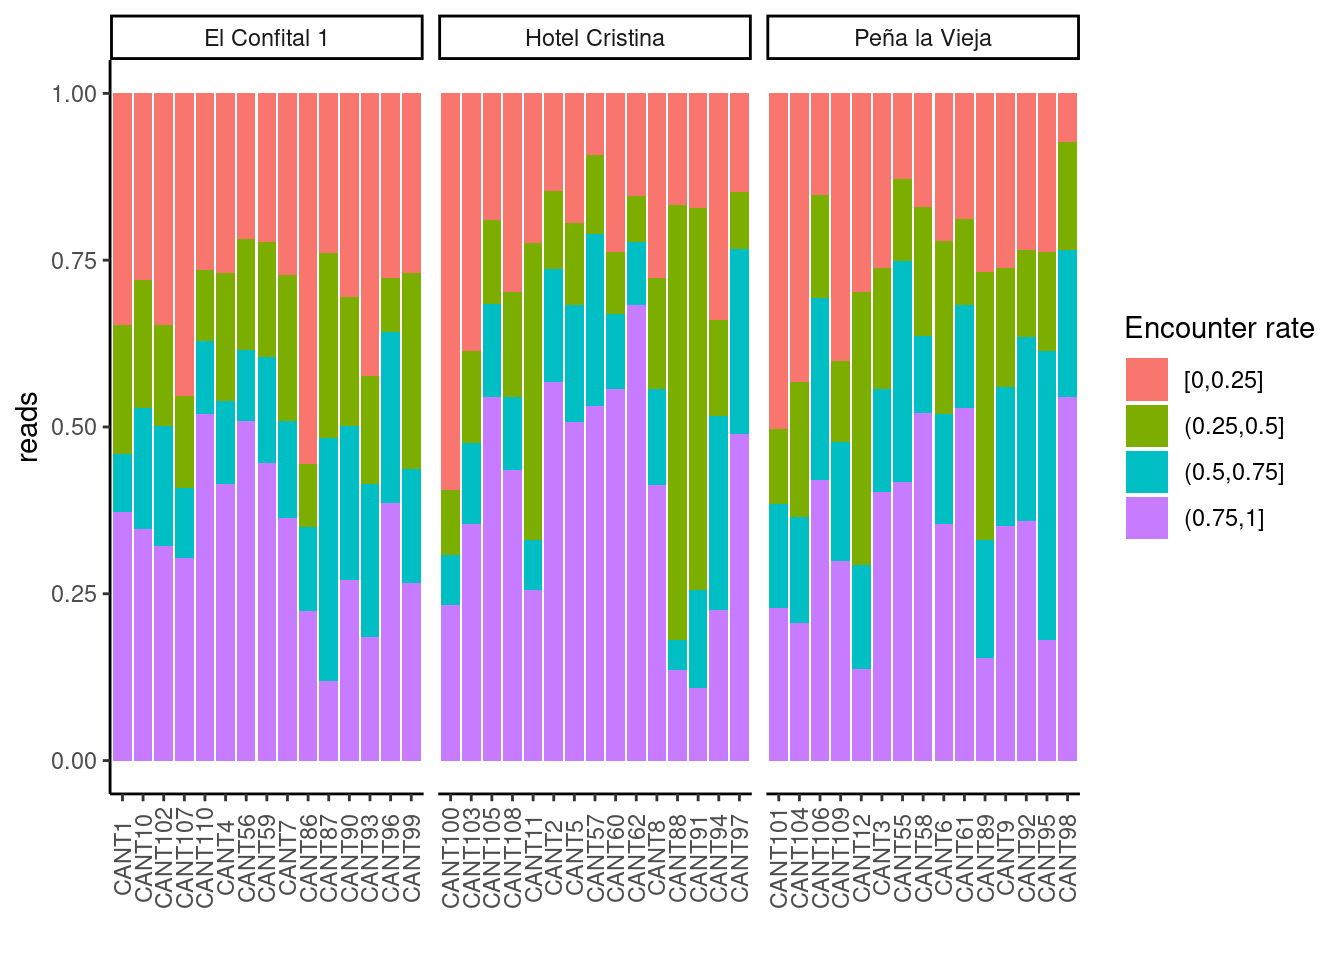 El Confital 1
Hotel Cristina
Peña la Vieja
1.00
0.75
0.50
0.25
0.00
reads
CANT1
CANT10
CANT102
CANT107
CANT110
CANT4
CANT56
CANT59
CANT7
CANT86
CANT87
CANT90
CANT93
CANT96
CANT99
CANT100
CANT103
CANT105
CANT108
CANT11
CANT2
CANT5
CANT57
CANT60
CANT62
CANT8
CANT88
CANT91
CANT94
CANT97
CANT101
CANT104
CANT106
CANT109
CANT12
CANT3
CANT55
CANT58
CANT6
CANT61
CANT89
CANT9
CANT92
CANT95
CANT98
Encounter rate
[0,0.25]
(0.25,0.5]
(0.5,0.75]
(0.75,1]